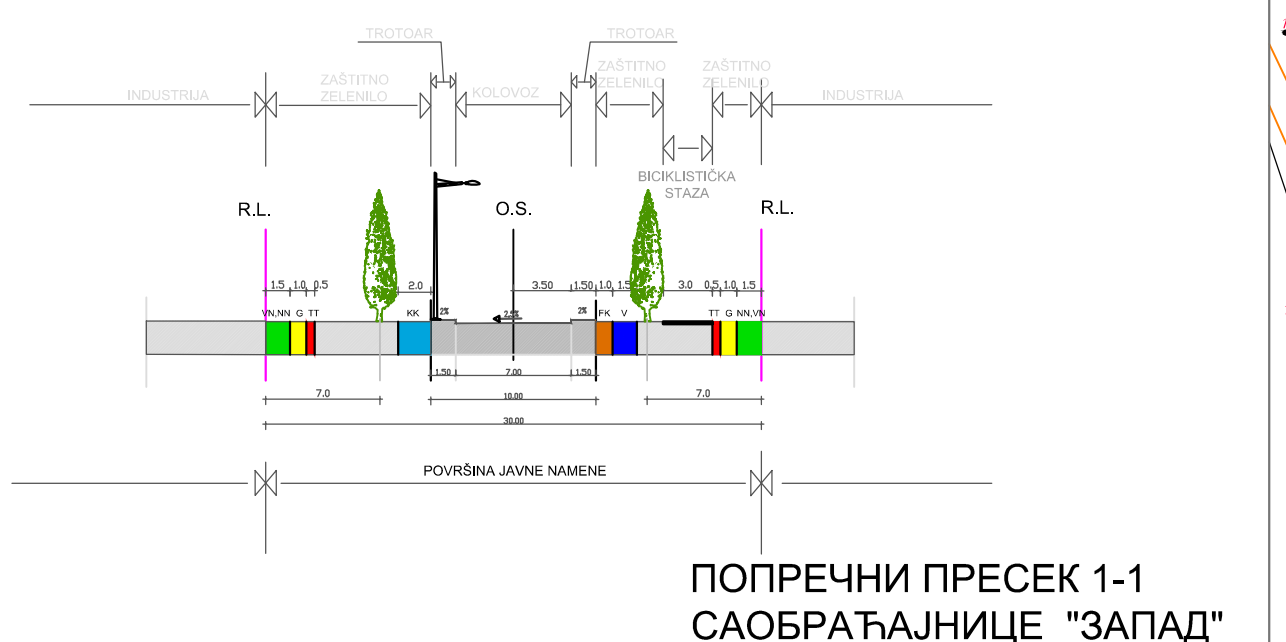 TROTOAR TROTOAR
ZAŠTITNO ZAŠTITNO ZAŠTITNO
INDUSTRIJA ZELENILO KOLOVOZ ZELENILO ZELENILO INDUSTRIJA
BICIKLISTIČKA
STAZA
R.L. O.S. R.L.
1.5 1.0 0.5 2.0 3.50 1.50 1.0 1.5 3.0 0.5 1.0 1.5
VN,NN G TT KK 2% 2.5% 2% FK V TT G NN,VN
1.50 7.00 1.50
7.0 10.00 7.0
30.00
POVRŠINA JAVNE NAMENE
ПОПРЕЧНИ ПРЕСЕК 1-1
САОБРАЋАЈНИЦЕ "ЗАПАД"